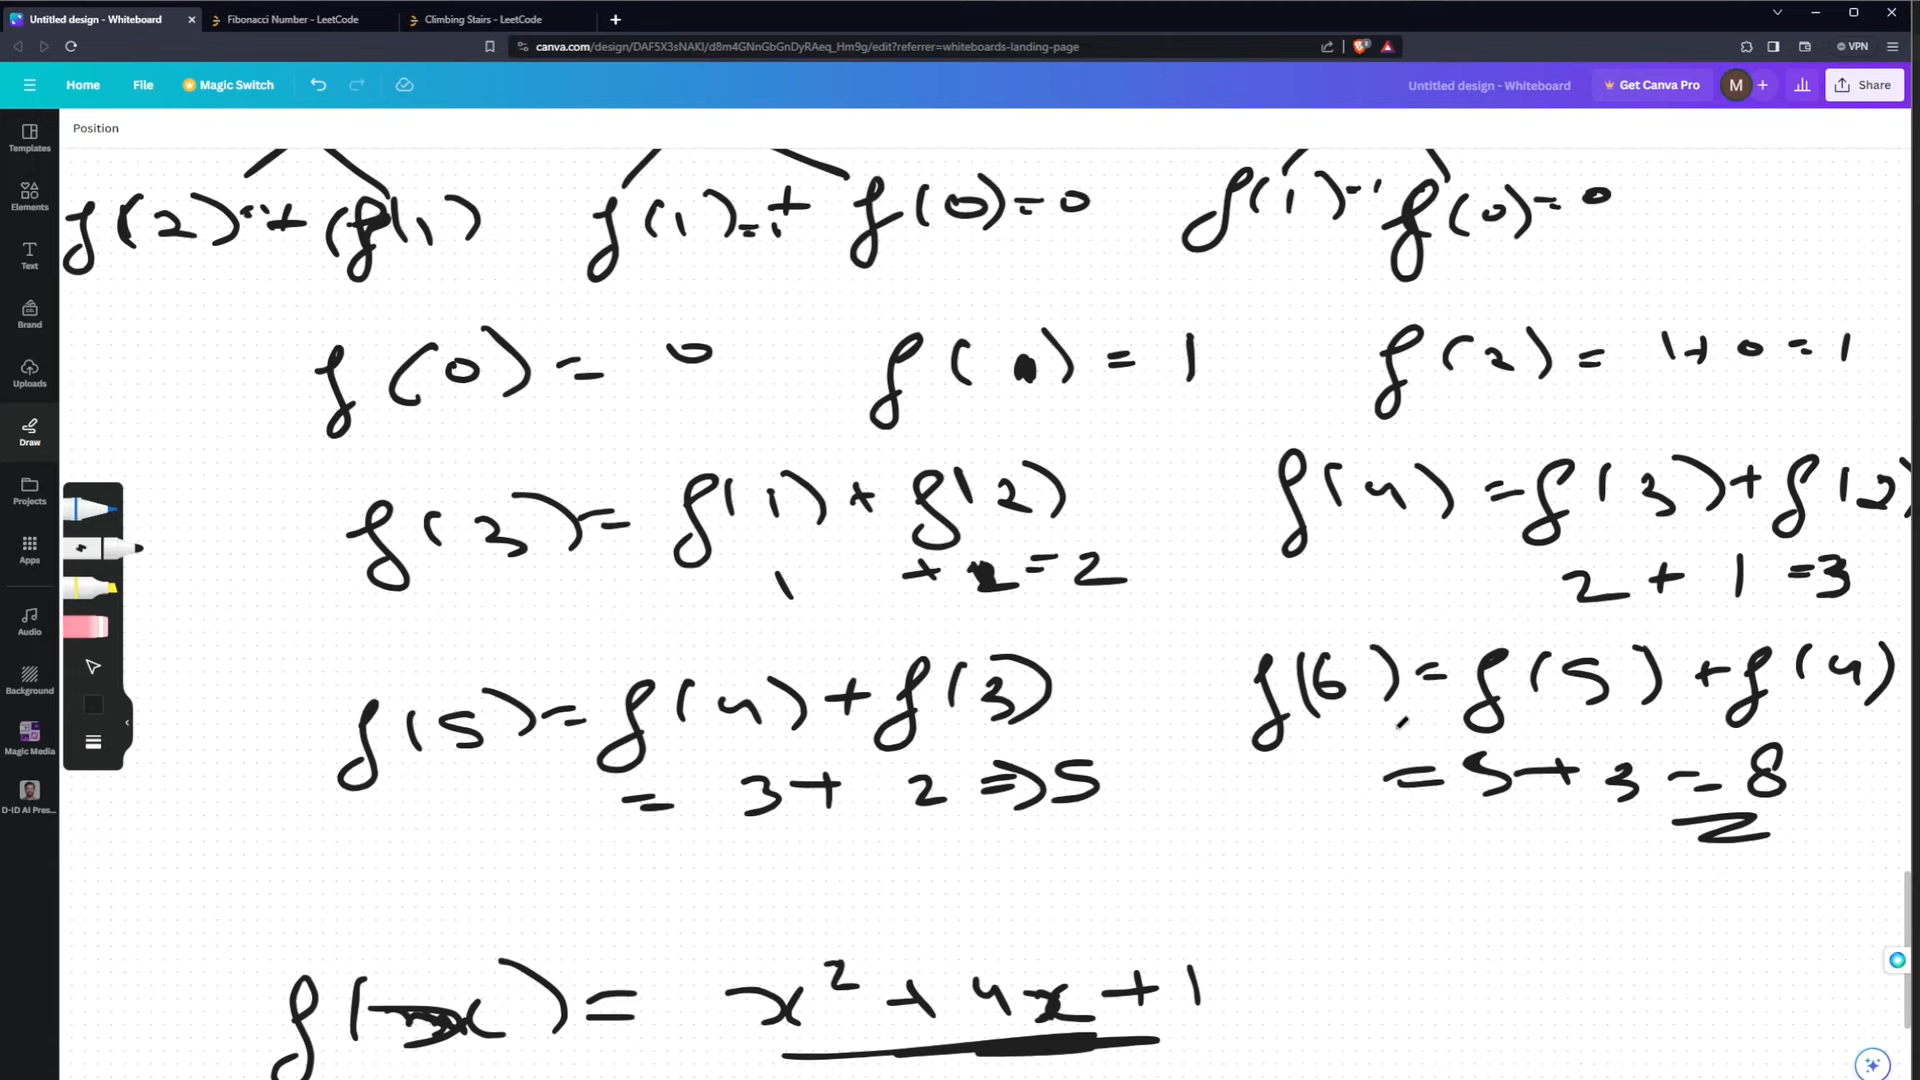 Untitled design - Whiteboard
Fibonacci Number - LeetCode
Climbing Stairs - LeetCode
canva.com/design/DAF5X3sNAKI/d8m4GNnGbGnDyRAeq_Hm9g/edit?referrer=whiteboards-landing-page
VPN
Home File Magic Switch
Untitled design - Whiteboard
Get Canva Pro
M
Share
Position
Templates
Elements
Text
Brand
Uploads
Draw
Projects
Apps
Audio
Background
Magic Media
D-ID AI Pres...
f(2) + f(1) f(1)=1 + f(0)=0 f(1)=1 f(0)=0
f(0) = 0 f(1) = 1 f(2) = 1+0=1
f(3) = f(1) + f(2) f(4) = f(3)+f(2)
1 + 1 = 2 2 + 1 = 3
f(5) = f(4) + f(3) f(6) = f(5) + f(4)
= 3+ 2 => 5 = 5+ 3 = 8
f(x) = x² + 4x + 1